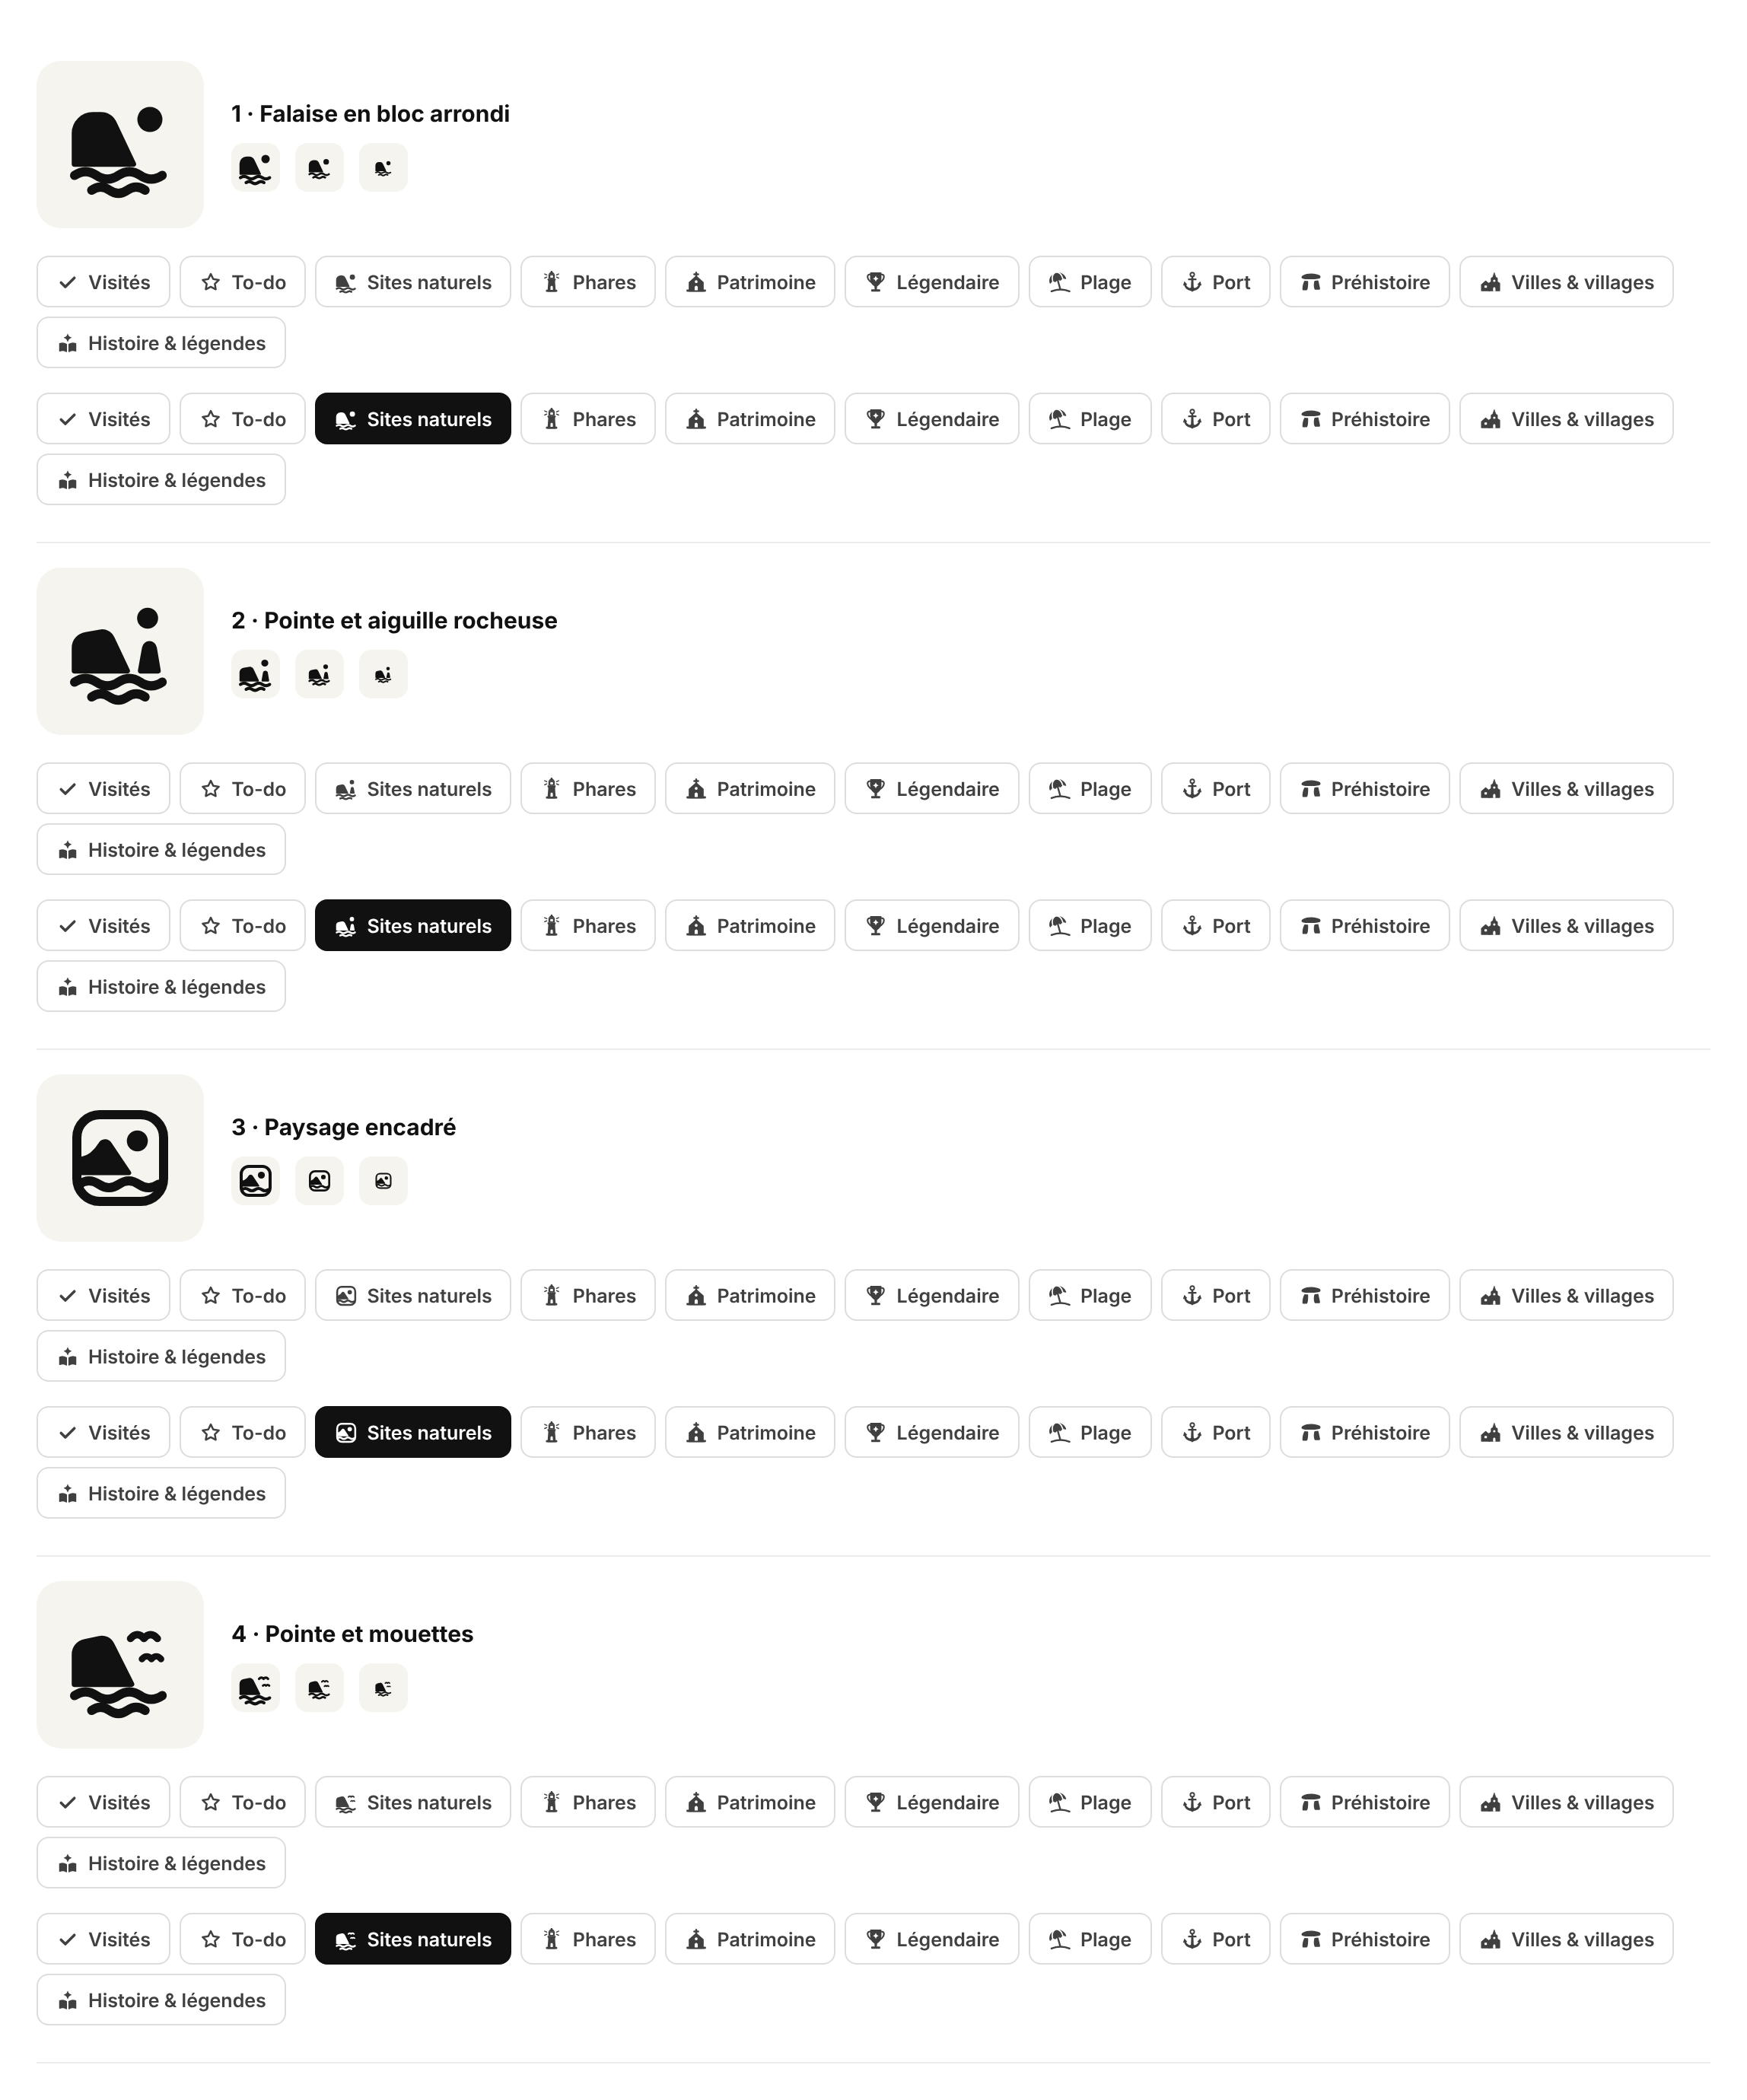 1 · Falaise en bloc arrondi
Visités To-do Sites naturels Phares Patrimoine Légendaire Plage Port Préhistoire Villes & villages
Histoire & légendes
Visités To-do Sites naturels Phares Patrimoine Légendaire Plage Port Préhistoire Villes & villages
Histoire & légendes
2 · Pointe et aiguille rocheuse
Visités To-do Sites naturels Phares Patrimoine Légendaire Plage Port Préhistoire Villes & villages
Histoire & légendes
Visités To-do Sites naturels Phares Patrimoine Légendaire Plage Port Préhistoire Villes & villages
Histoire & légendes
3 · Paysage encadré
Visités To-do Sites naturels Phares Patrimoine Légendaire Plage Port Préhistoire Villes & villages
Histoire & légendes
Visités To-do Sites naturels Phares Patrimoine Légendaire Plage Port Préhistoire Villes & villages
Histoire & légendes
4 · Pointe et mouettes
Visités To-do Sites naturels Phares Patrimoine Légendaire Plage Port Préhistoire Villes & villages
Histoire & légendes
Visités To-do Sites naturels Phares Patrimoine Légendaire Plage Port Préhistoire Villes & villages
Histoire & légendes